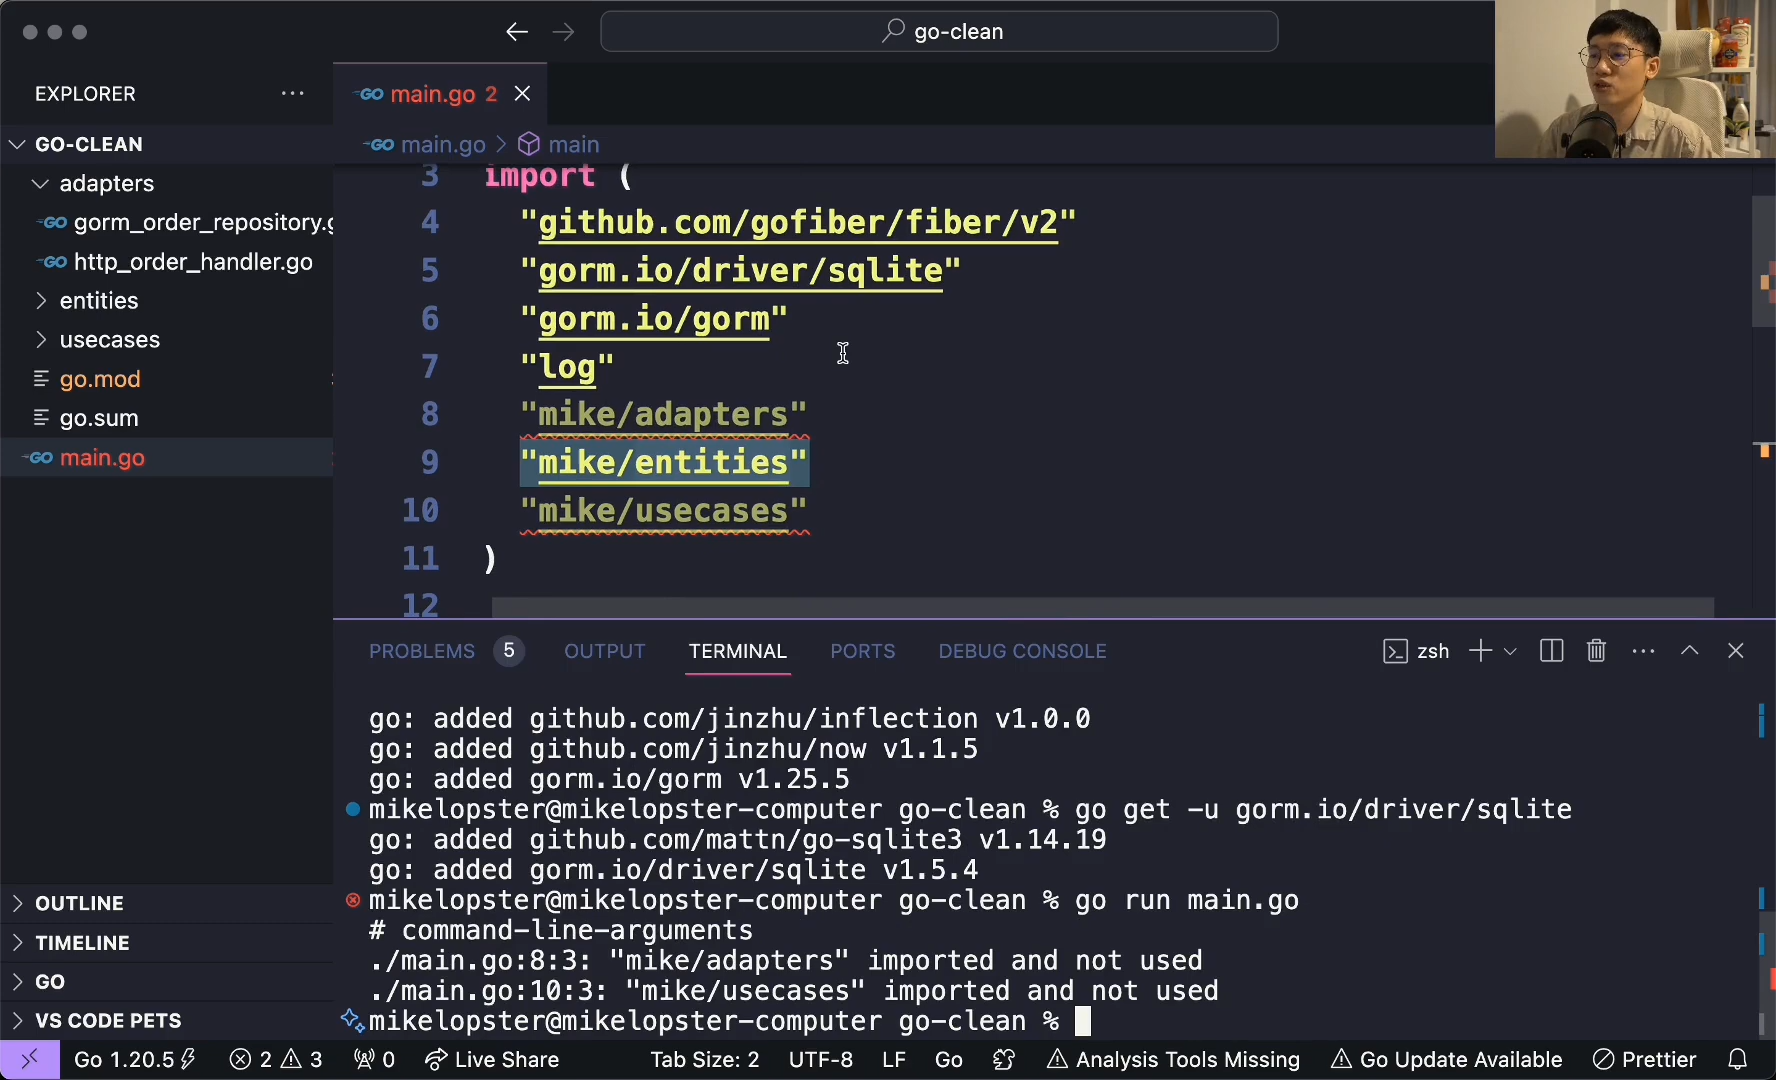 go-clean
EXPLORER
GO main.go 2
GO-CLEAN
GO main.go > main
adapters
GO gorm_order_repository.g
GO http_order_handler.go
entities
usecases
go.mod
go.sum
GO main.go
3 import (
4 "github.com/gofiber/fiber/v2"
5 "gorm.io/driver/sqlite"
6 "gorm.io/gorm"
7 "log"
8 "mike/adapters"
9 "mike/entities"
10 "mike/usecases"
11 )
12
PROBLEMS 5 OUTPUT TERMINAL PORTS DEBUG CONSOLE zsh
go: added github.com/jinzhu/inflection v1.0.0
go: added github.com/jinzhu/now v1.1.5
go: added gorm.io/gorm v1.25.5
mikelopster@mikelopster-computer go-clean % go get -u gorm.io/driver/sqlite
go: added github.com/mattn/go-sqlite3 v1.14.19
go: added gorm.io/driver/sqlite v1.5.4
mikelopster@mikelopster-computer go-clean % go run main.go
# command-line-arguments
./main.go:8:3: "mike/adapters" imported and not used
./main.go:10:3: "mike/usecases" imported and not used
mikelopster@mikelopster-computer go-clean %
OUTLINE
TIMELINE
GO
VS CODE PETS
Go 1.20.5 2 3 0 Live Share Tab Size: 2 UTF-8 LF Go Analysis Tools Missing Go Update Available Prettier